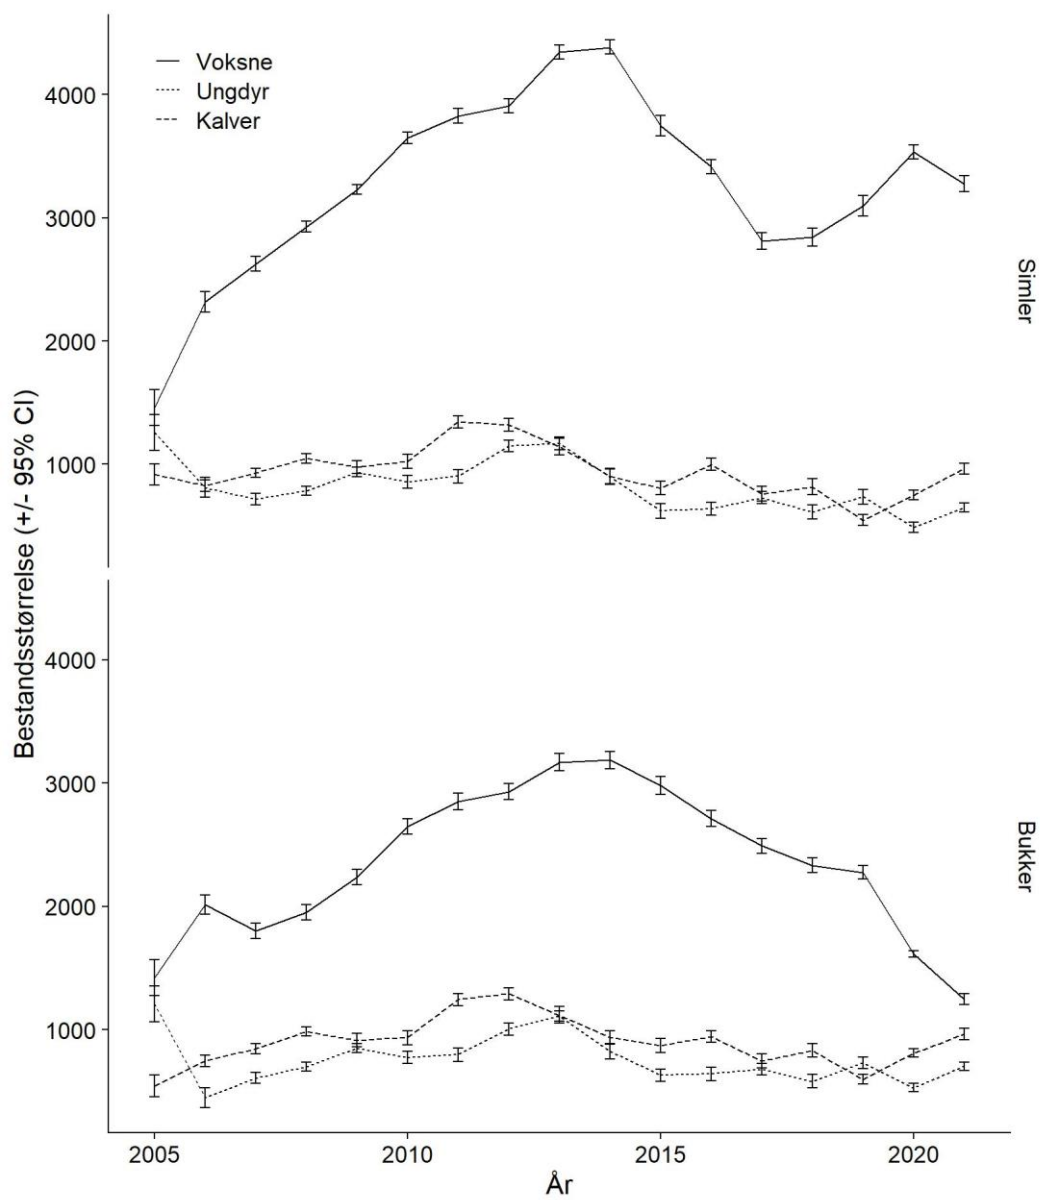 Voksne
Ungdyr
Kalver
4000
3000
2000
1000
Simler
Bestandsstørrelse (+/- 95% CI)
4000
3000
2000
1000
Bukker
2005 2010 2015 2020
År